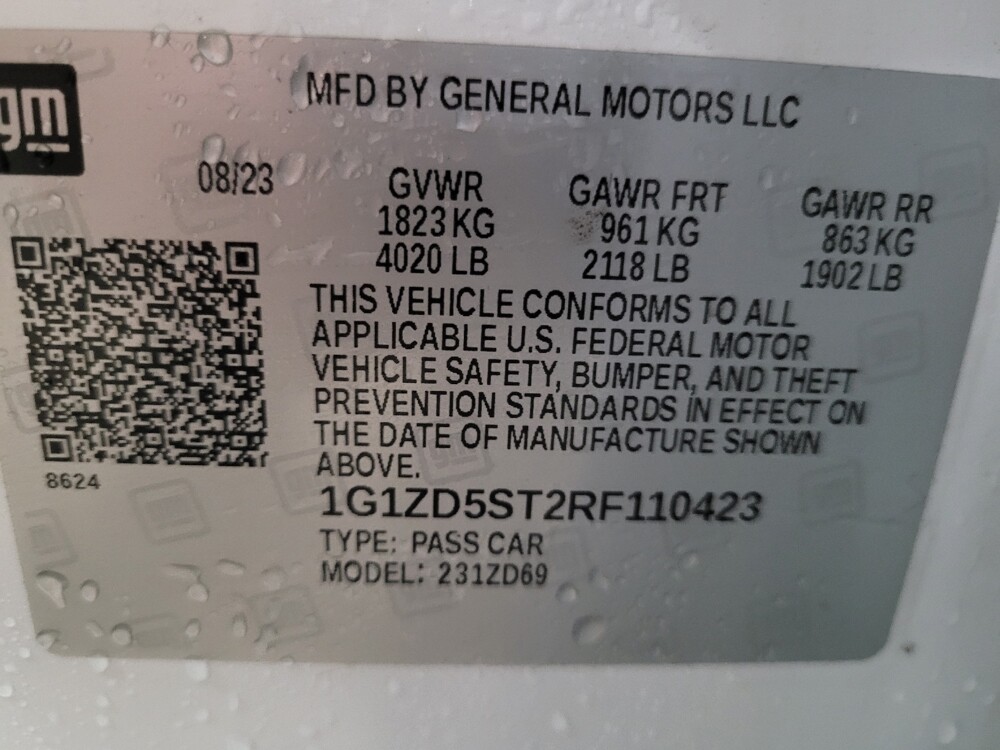 gm
MFD BY GENERAL MOTORS LLC
08/23
GVWR
1823 KG
4020 LB
GAWR FRT
961 KG
2118 LB
GAWR RR
863 KG
1902 LB
THIS VEHICLE CONFORMS TO ALL
APPLICABLE U.S. FEDERAL MOTOR
VEHICLE SAFETY, BUMPER, AND THEFT
PREVENTION STANDARDS IN EFFECT ON
THE DATE OF MANUFACTURE SHOWN
ABOVE.
8624
1G1ZD5ST2RF110423
TYPE: PASS CAR
MODEL: 231ZD69